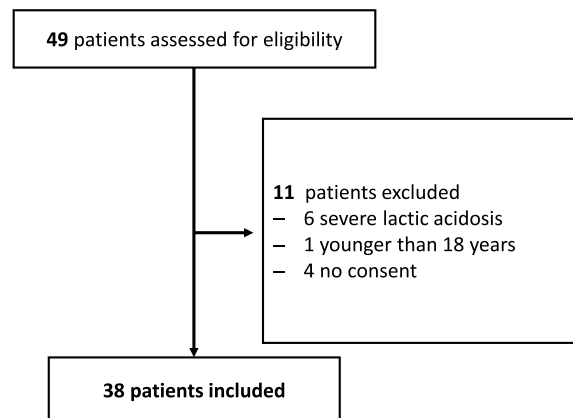 49 patients assessed for eligibility
11 patients excluded
– 6 severe lactic acidosis
– 1 younger than 18 years
– 4 no consent
38 patients included